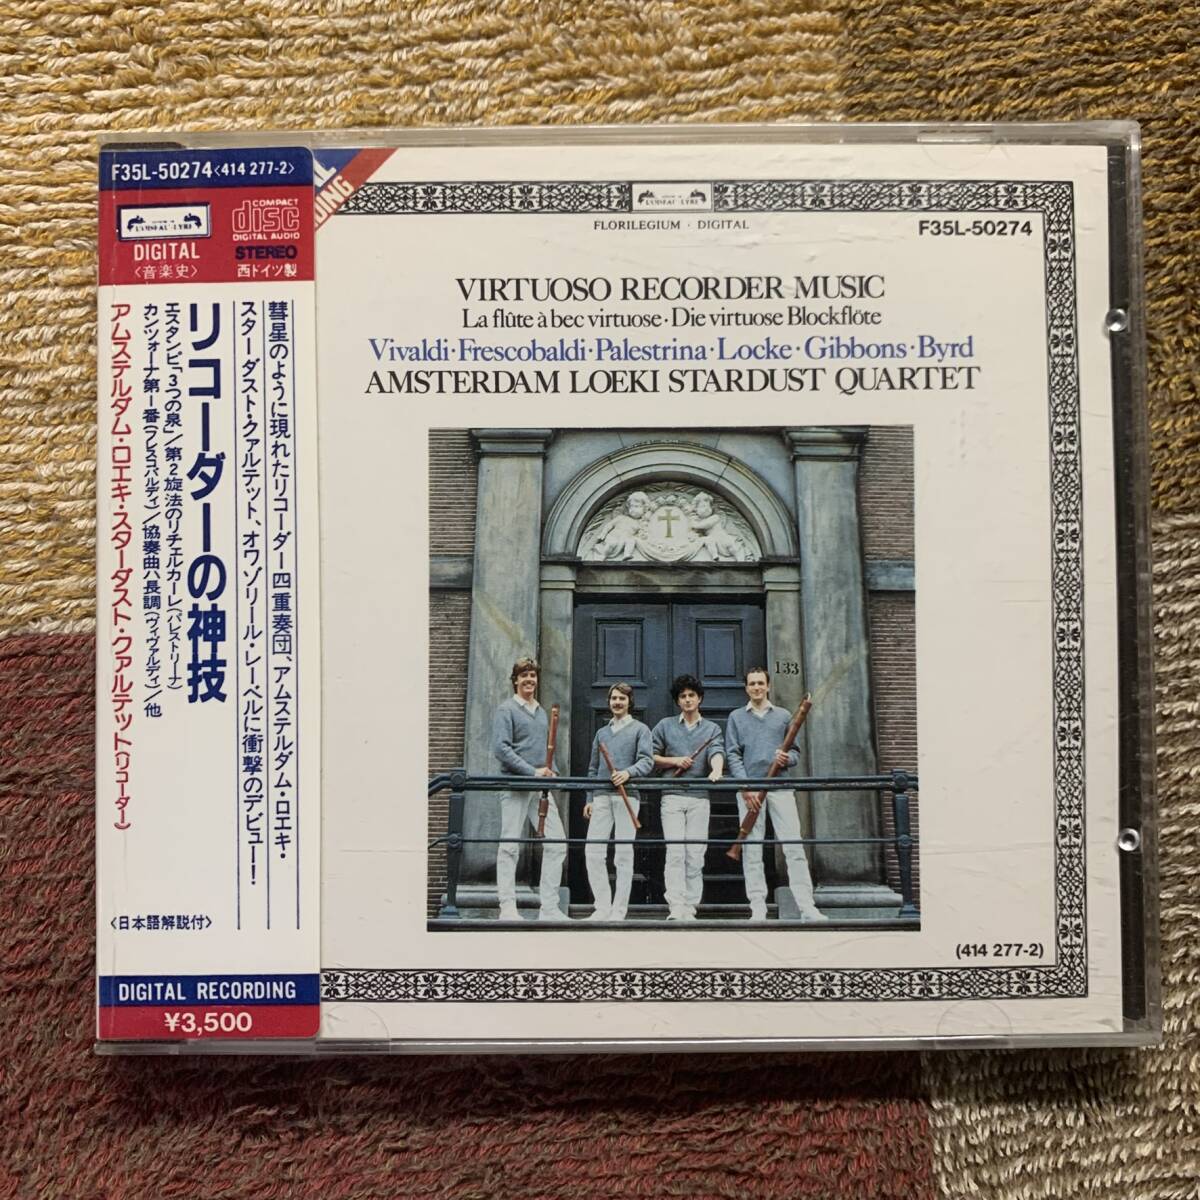 F35L-50274<414 277-2>
L'OISEAU-LYRE
COMPACT
disc
DIGITAL AUDIO
DIGITAL
STEREO
〈音楽史〉
西ドイツ製
彗星のように現れたリコーダー四重奏団、アムステルダム・ロエキ・
スターダスト・クァルテット、オワゾリール・レーベルに衝撃のデビュー!
リコーダーの神技
エスタンピ「3つの泉」/第2旋法のリチェルカーレ(パレストリーナ)
カンツォーナ第1番(フレスコバルディ)/協奏曲ハ長調(ヴィヴァルディ)/他
アムステルダム・ロエキ・スターダスト・クァルテット(リコーダー)
〈日本語解説付〉
DIGITAL RECORDING
¥3,500
L'OISEAU-LYRE
FLORILEGIUM · DIGITAL
F35L-50274
VIRTUOSO RECORDER MUSIC
La flûte à bec virtuose · Die virtuose Blockflöte
Vivaldi · Frescobaldi · Palestrina · Locke · Gibbons · Byrd
AMSTERDAM LOEKI STARDUST QUARTET
133
(414 277-2)